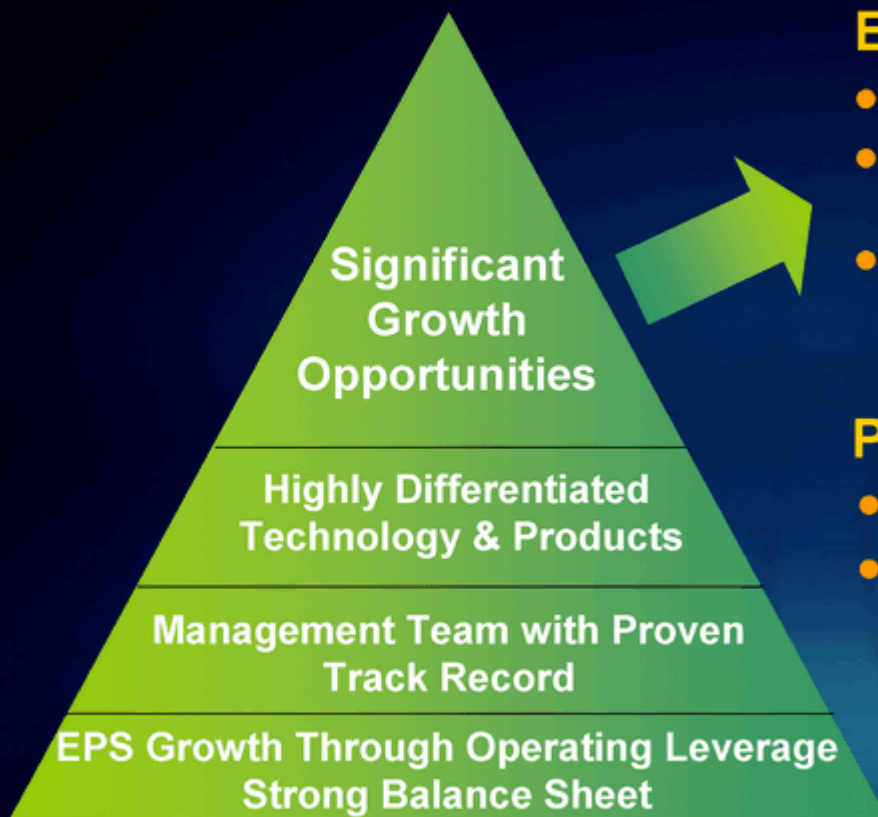 Significant
Growth
Opportunities
Highly Differentiated
Technology & Products
Management Team with Proven
Track Record
EPS Growth Through Operating Leverage
Strong Balance Sheet